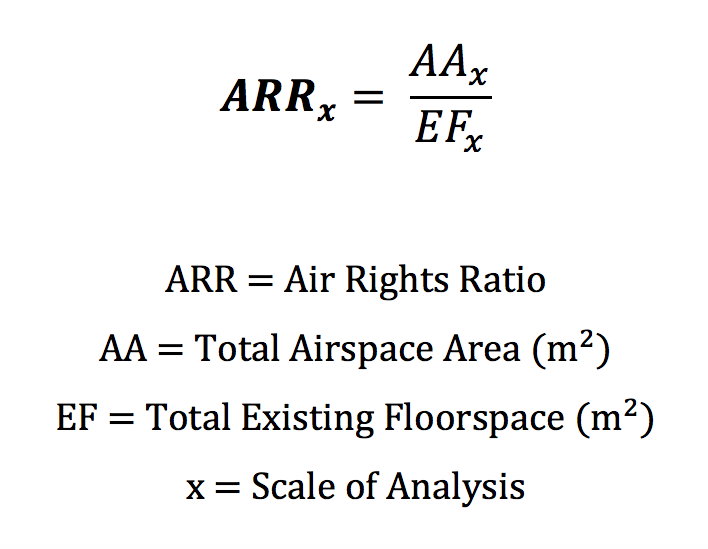 ARRₓ = AAₓ / EFₓ
ARR = Air Rights Ratio
AA = Total Airspace Area (m²)
EF = Total Existing Floorspace (m²)
x = Scale of Analysis